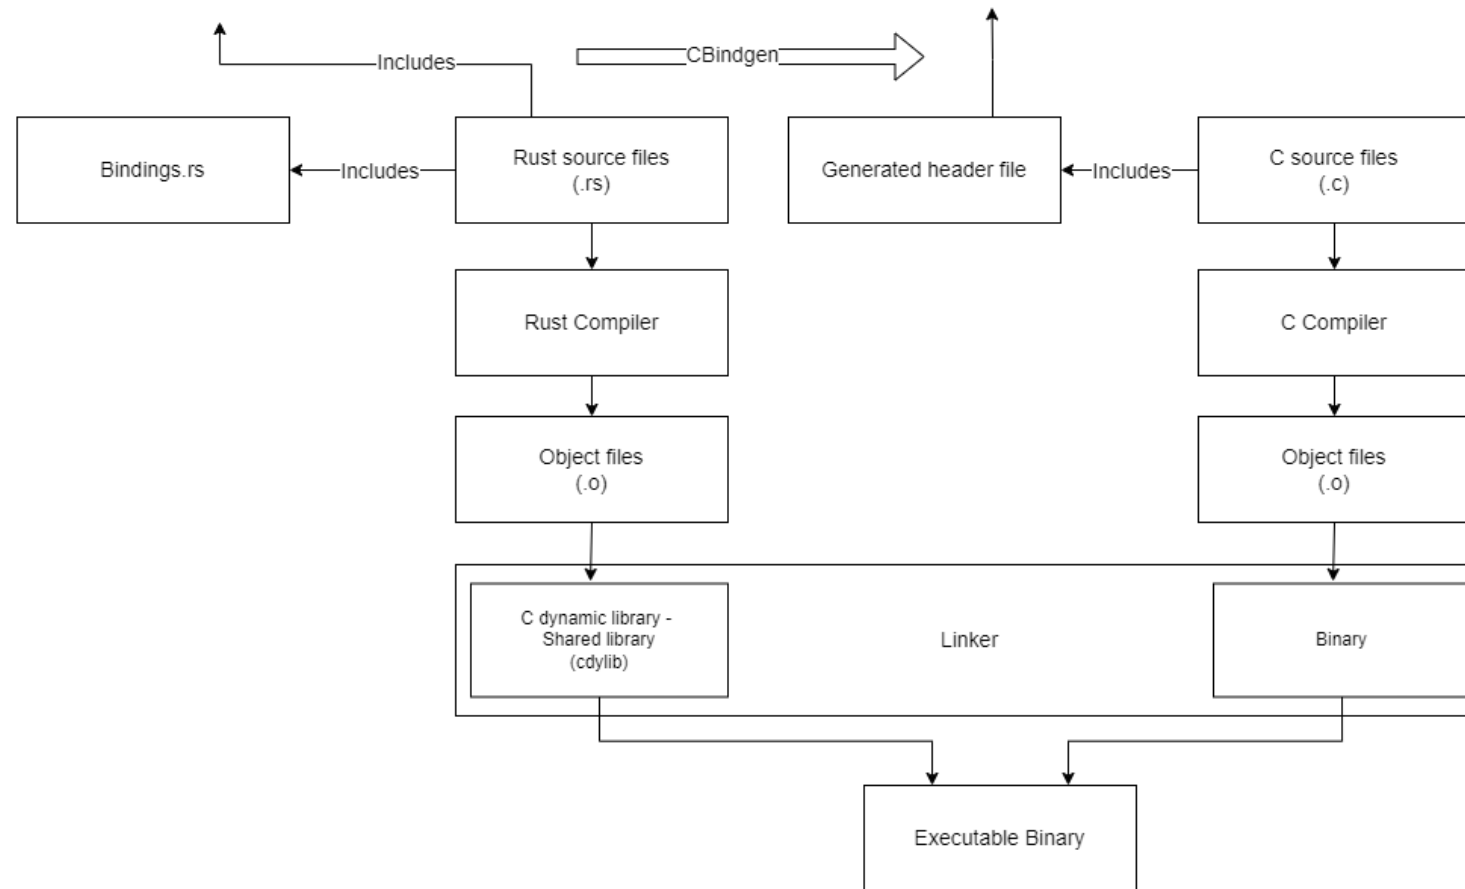 Includes
CBindgen
Bindings.rs
Includes
Rust source files
(.rs)
Generated header file
Includes
C source files
(.c)
Rust Compiler
C Compiler
Object files
(.o)
Object files
(.o)
C dynamic library -
Shared library
(cdylib)
Linker
Binary
Executable Binary